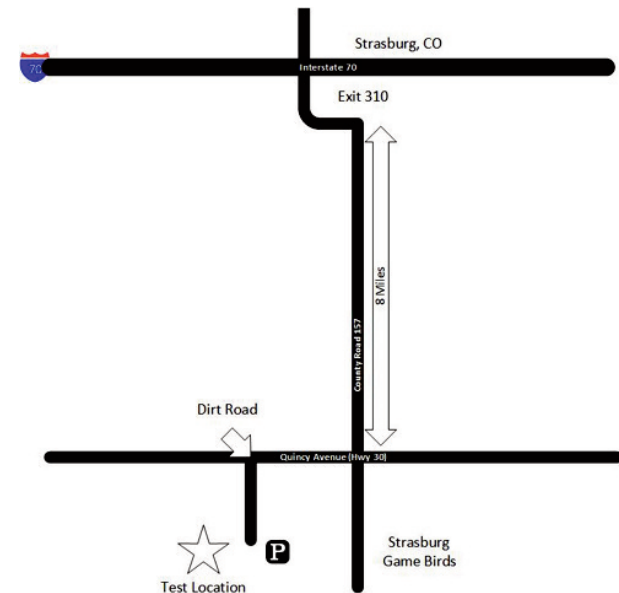 Strasburg, CO
70
Interstate 70
Exit 310
8 Miles
County Road 157
Dirt Road
Quincy Avenue (Hwy 30)
P
Strasburg
Game Birds
Test Location